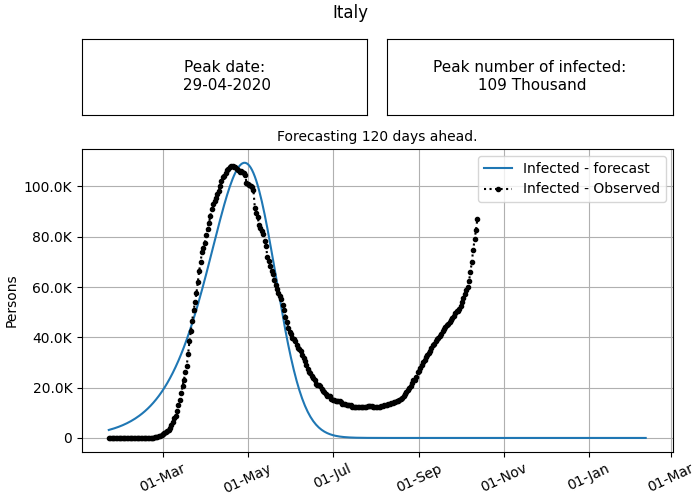 Italy
Peak date:
29-04-2020
Peak number of infected:
109 Thousand
Forecasting 120 days ahead.
Infected - forecast
Infected - Observed
Persons
100.0K
80.0K
60.0K
40.0K
20.0K
0
01-Mar
01-May
01-Jul
01-Sep
01-Nov
01-Jan
01-Mar